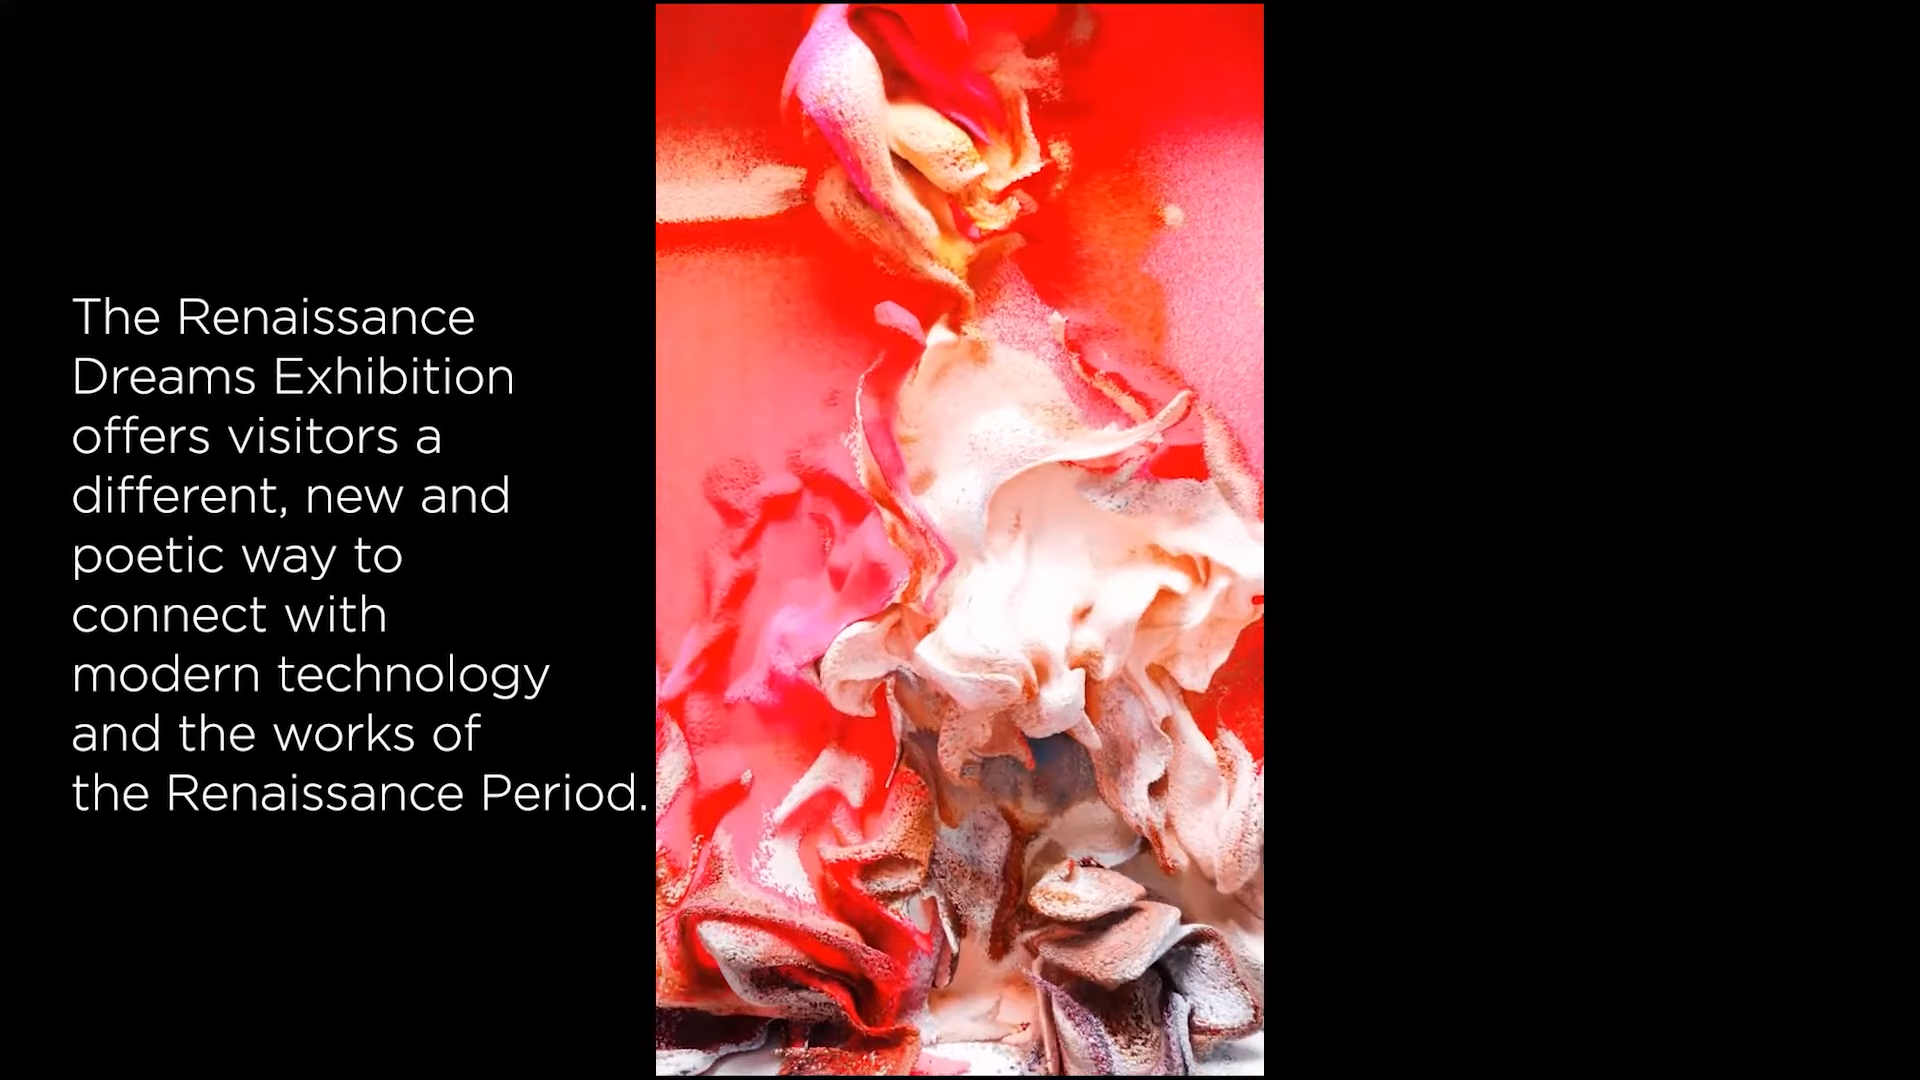 The Renaissance
Dreams Exhibition
offers visitors a
different, new and
poetic way to
connect with
modern technology
and the works of
the Renaissance Period.